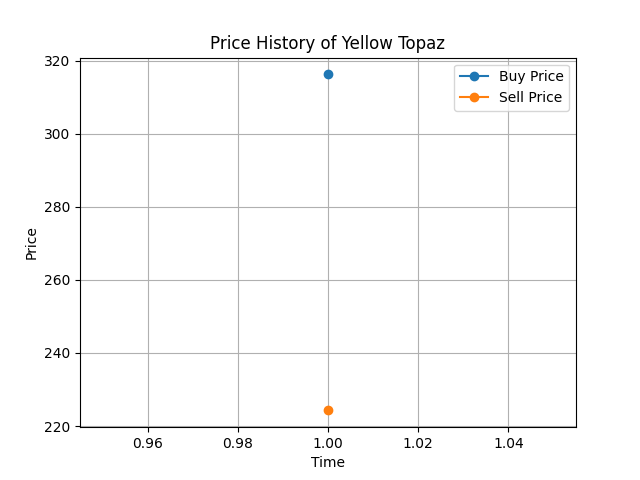 Price History of Yellow Topaz
Buy Price
Sell Price
Price
320
300
280
260
240
220
0.96 0.98 1.00 1.02 1.04
Time